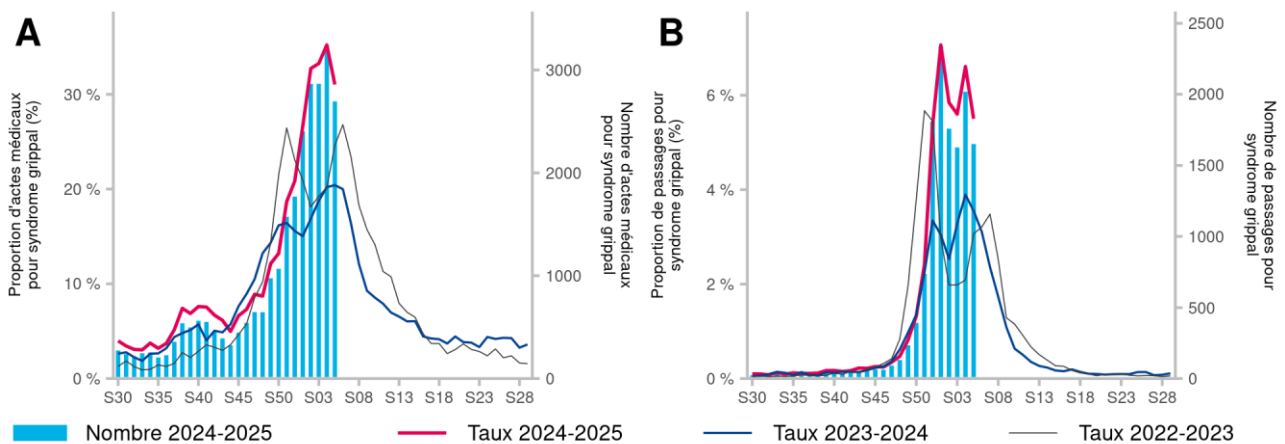 A
Proportion d'actes médicaux
pour syndrome grippal (%)
30 %
20 %
10 %
0 %
3000
2000
1000
0
Nombre d'actes médicaux
pour syndrome grippal
S30 S35 S40 S45 S50 S03 S08 S13 S18 S23 S28
B
Proportion de passages pour
syndrome grippal (%)
6 %
4 %
2 %
0 %
2500
2000
1500
1000
500
0
Nombre de passages pour
syndrome grippal
S30 S35 S40 S45 S50 S03 S08 S13 S18 S23 S28
Nombre 2024-2025 Taux 2024-2025 Taux 2023-2024 Taux 2022-2023